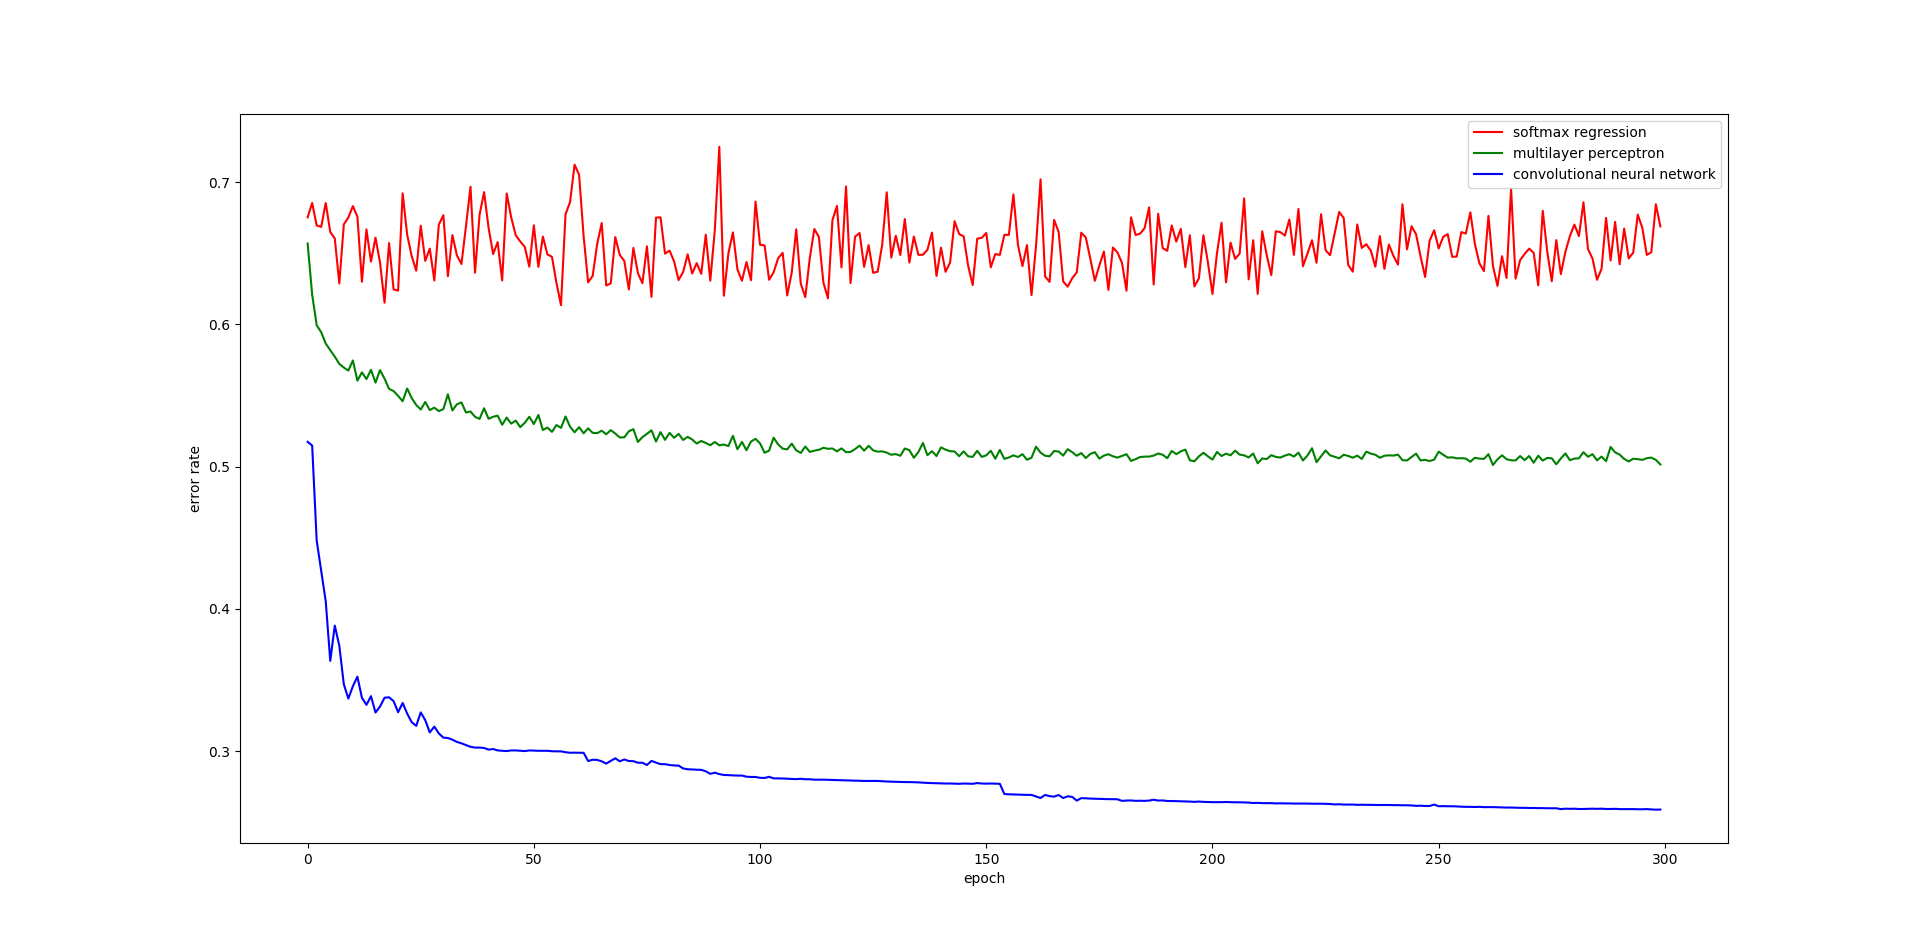 softmax regression
multilayer perceptron
convolutional neural network
0.7
0.6
0.5
0.4
0.3
error rate
0 50 100 150 200 250 300
epoch